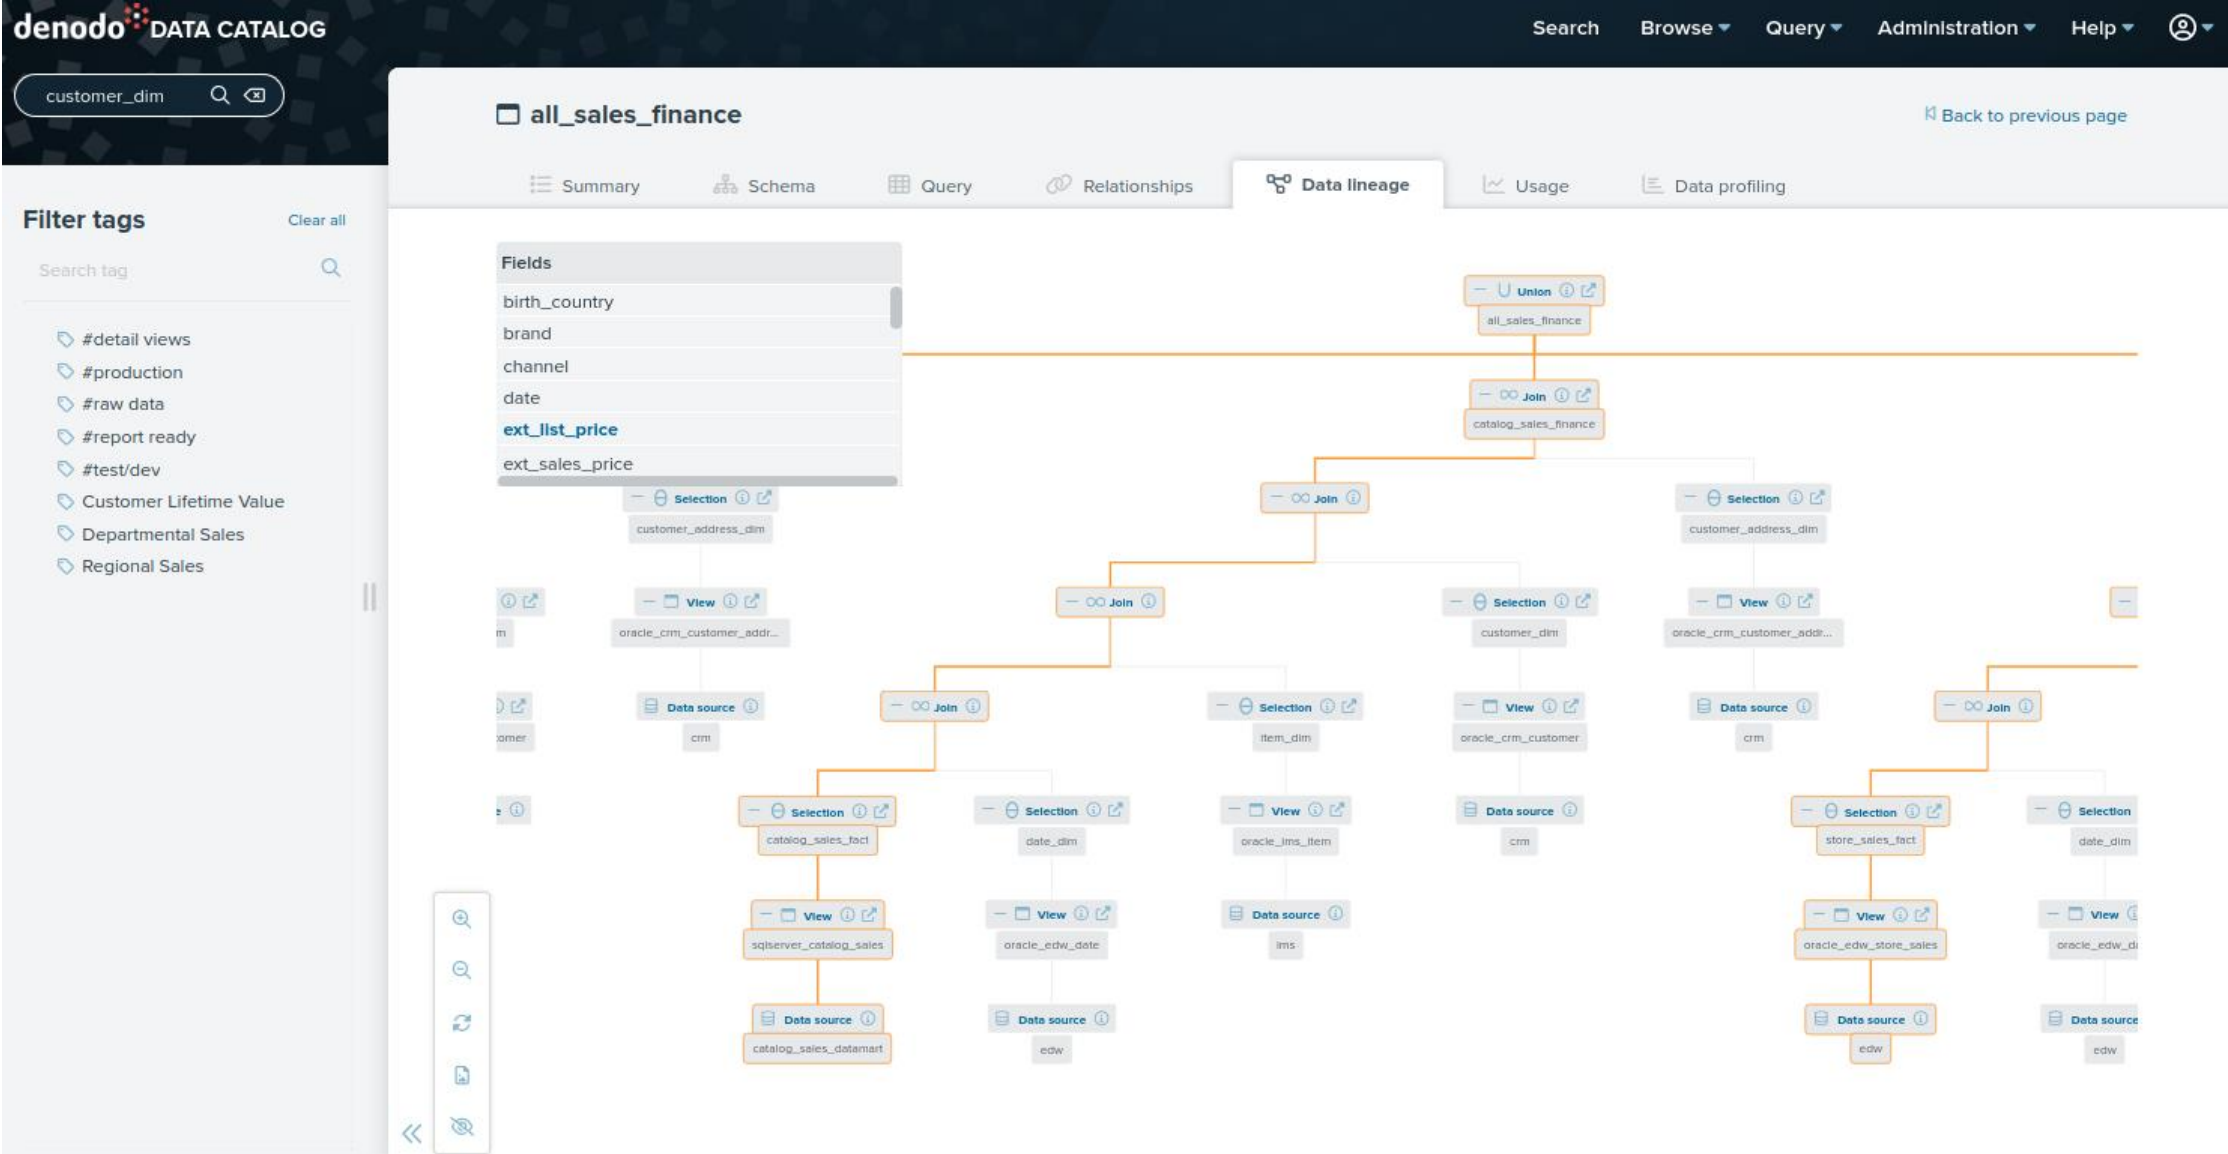 denodo DATA CATALOG
Search Browse Query Administration Help
customer_dim
all_sales_finance
Back to previous page
Summary Schema Query Relationships Data lineage Usage Data profiling
Filter tags Clear all
Search tag
#detail views
#production
#raw data
#report ready
#test/dev
Customer Lifetime Value
Departmental Sales
Regional Sales
Fields
birth_country
brand
channel
date
ext_list_price
ext_sales_price
Union
all_sales_finance
Join
catalog_sales_finance
Selection Join Selection
customer_address_dim customer_address_dim
View Join Selection View
m oracle_crm_customer_addr... customer_dim oracle_crm_customer_addr...
Data source Join Selection View Data source Join
omer crm item_dim oracle_crm_customer crm
e Selection Selection View Data source Selection Selection
catalog_sales_fact date_dim oracle_ims_item crm store_sales_fact date_dim
View View Data source View View
sqlserver_catalog_sales oracle_edw_date ims oracle_edw_store_sales oracle_edw_d
Data source Data source Data source Data source
catalog_sales_datamart edw edw edw